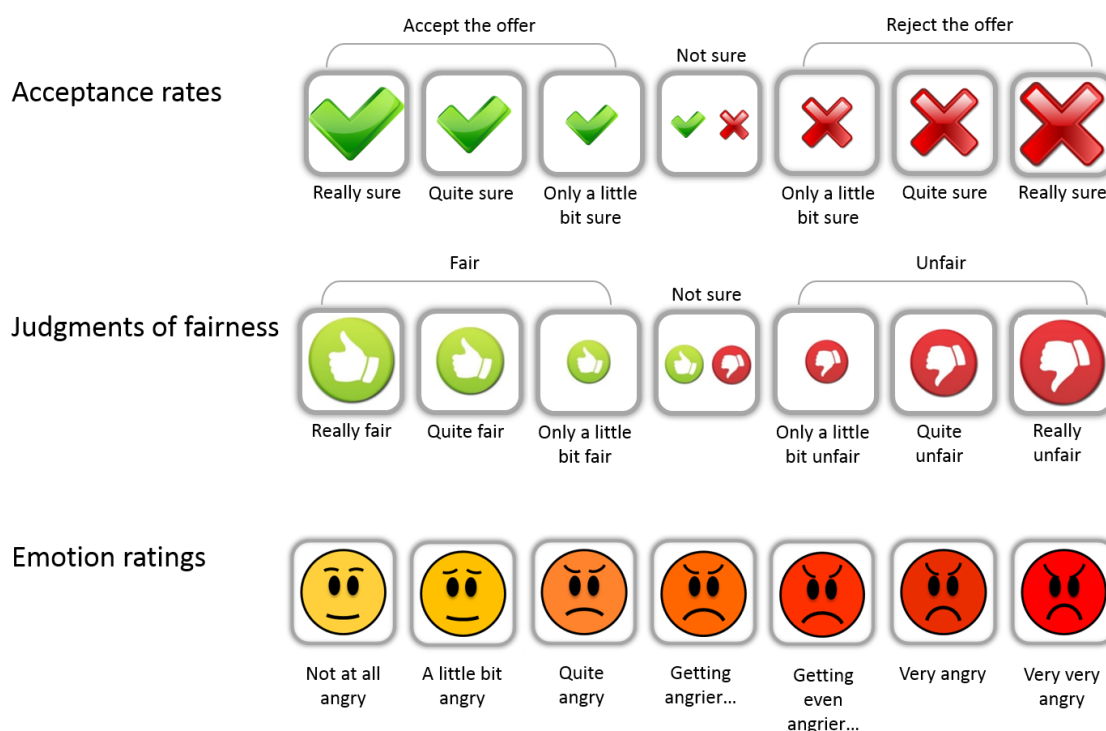 Accept the offer
Reject the offer
Not sure
Acceptance rates
Really sure
Quite sure
Only a little
bit sure
Only a little
bit sure
Quite sure
Really sure
Fair
Unfair
Not sure
Judgments of fairness
Really fair
Quite fair
Only a little
bit fair
Only a little
bit unfair
Quite
unfair
Really
unfair
Emotion ratings
Not at all
angry
A little bit
angry
Quite
angry
Getting
angrier...
Getting
even
angrier...
Very angry
Very very
angry